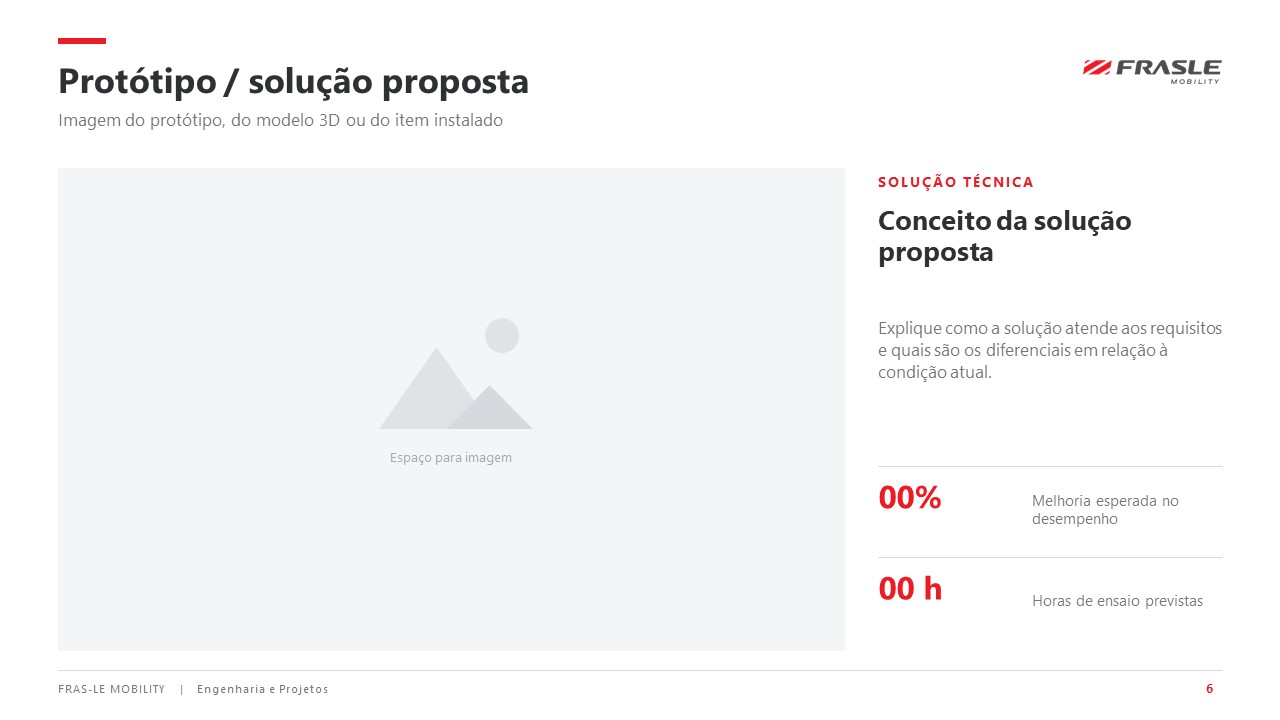 Protótipo / solução proposta
Imagem do protótipo, do modelo 3D ou do item instalado
FRASLE
MOBILITY
Espaço para imagem
SOLUÇÃO TÉCNICA
Conceito da solução
proposta
Explique como a solução atende aos requisitos
e quais são os diferenciais em relação à
condição atual.
00%
Melhoria esperada no
desempenho
00 h
Horas de ensaio previstas
FRAS-LE MOBILITY | Engenharia e Projetos
6